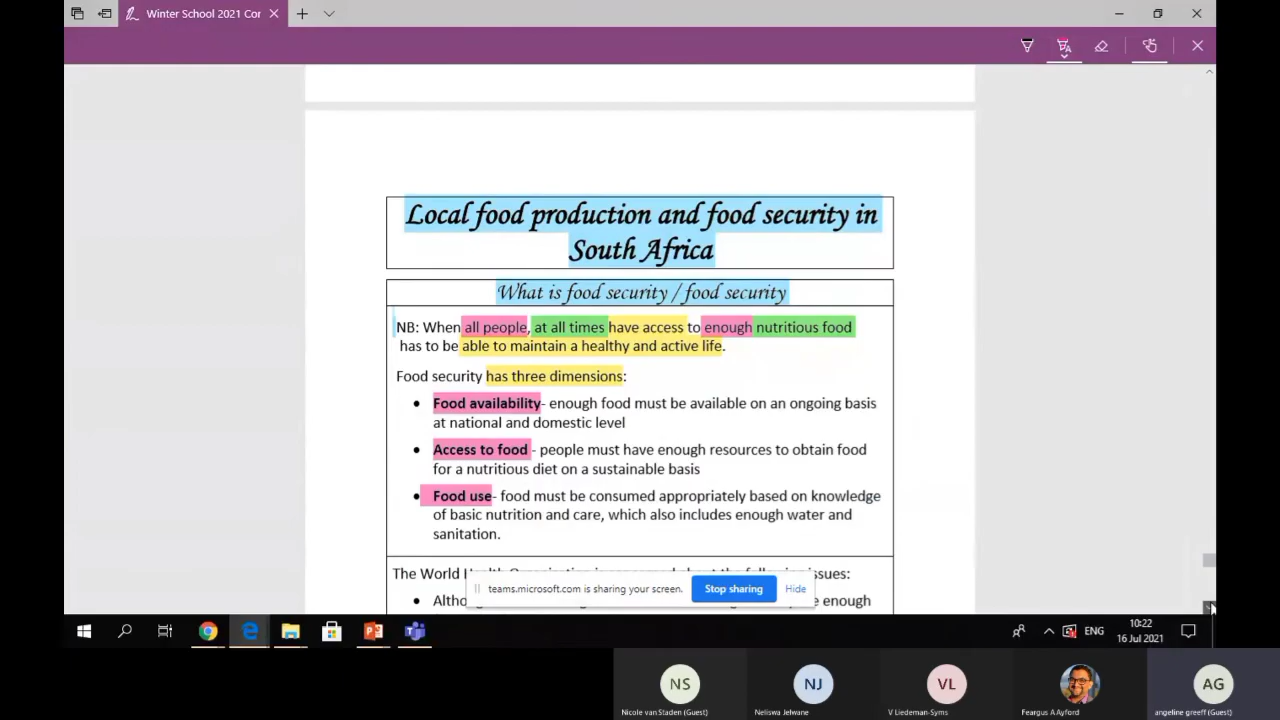 Winter School 2021 Cor
Local food production and food security in
South Africa
What is food security / food security
NB: When all people, at all times have access to enough nutritious food
has to be able to maintain a healthy and active life.
Food security has three dimensions:
• Food availability- enough food must be available on an ongoing basis
at national and domestic level
• Access to food - people must have enough resources to obtain food
for a nutritious diet on a sustainable basis
• Food use- food must be consumed appropriately based on knowledge
of basic nutrition and care, which also includes enough water and
sanitation.
The World issues:
teams.microsoft.com is sharing your screen. Stop sharing Hide
• enough
ENG
10:22
16 Jul 2021
NS NJ VL AG
Nicole van Staden (Guest) Neliswa Jelwane V Liedeman-Syms Feargus A Ayford angeline greeff (Guest)